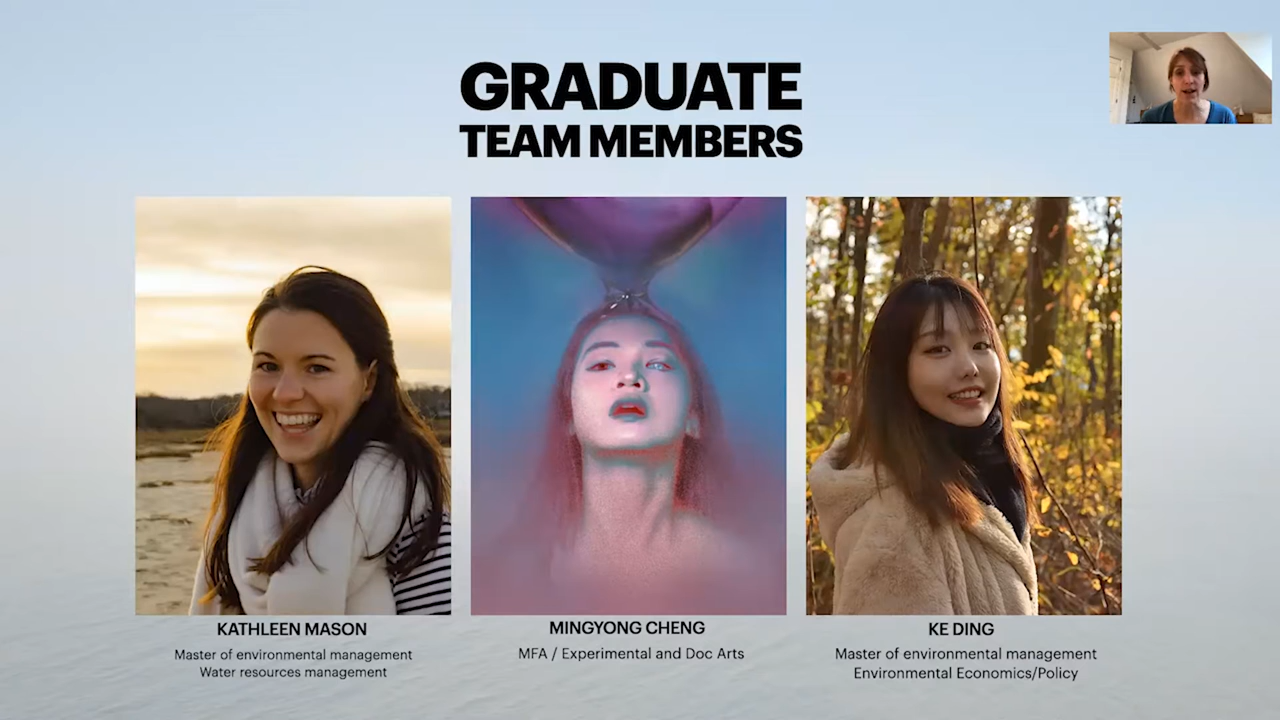 GRADUATE
TEAM MEMBERS
KATHLEEN MASON
Master of environmental management
Water resources management
MINGYONG CHENG
MFA / Experimental and Doc Arts
KE DING
Master of environmental management
Environmental Economics/Policy